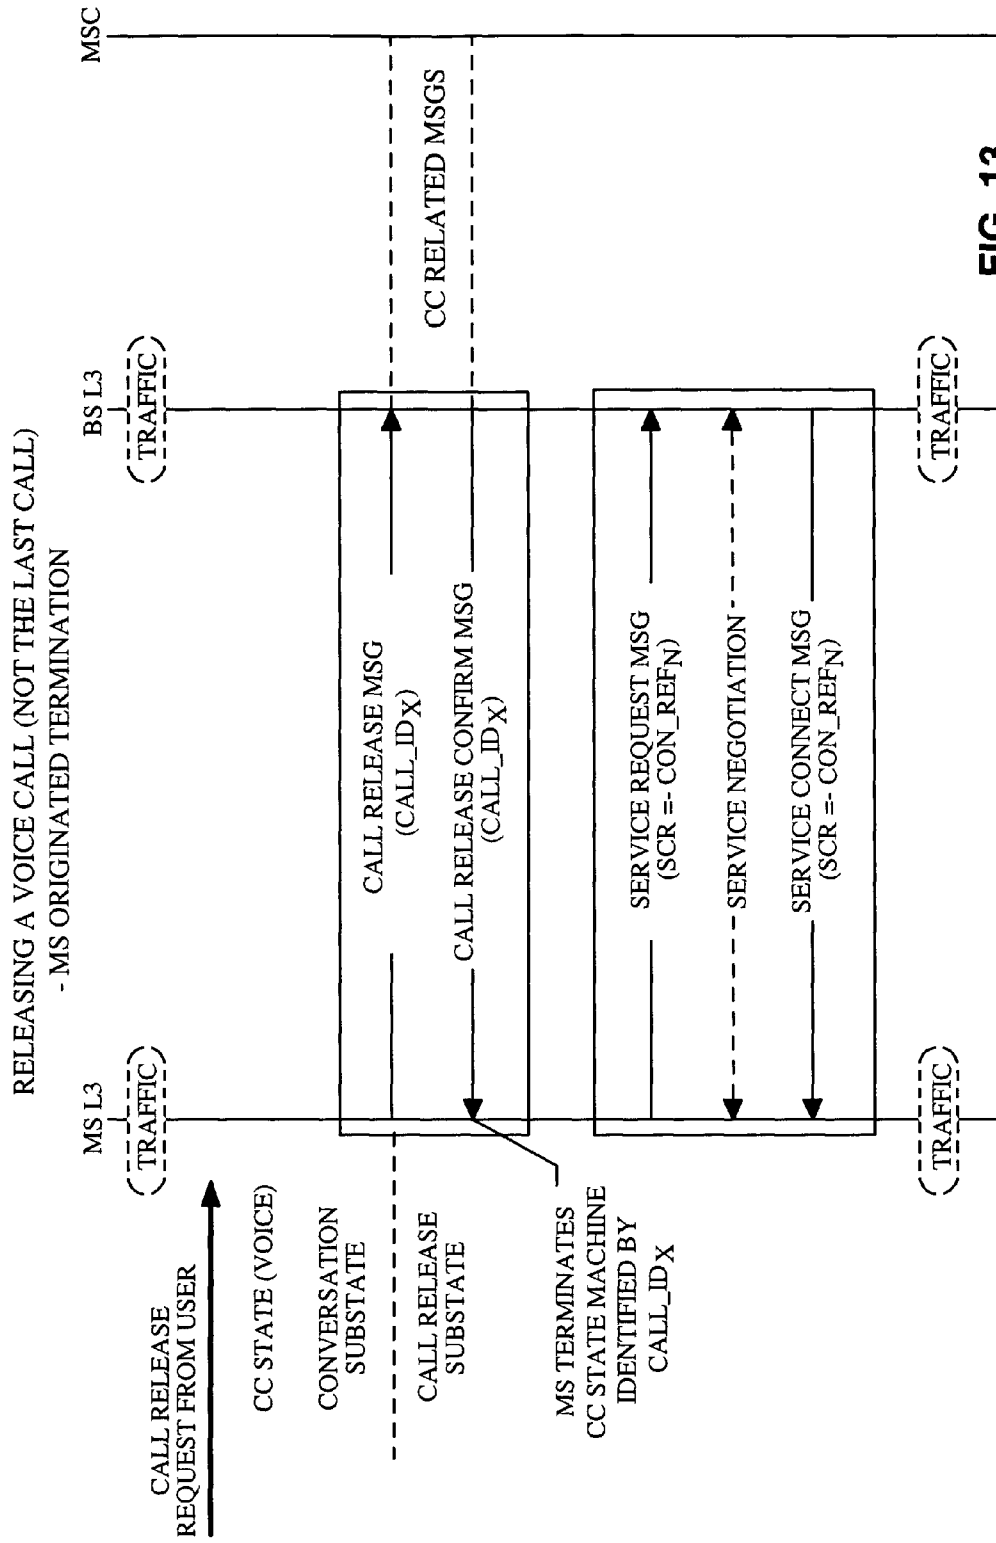 RELEASING A VOICE CALL (NOT THE LAST CALL)
- MS ORIGINATED TERMINATION
MS L3
BS L3
MSC
TRAFFIC
TRAFFIC
CALL RELEASE
REQUEST FROM USER
CC STATE (VOICE)
CONVERSATION
SUBSTATE
CALL RELEASE
SUBSTATE
CALL RELEASE MSG
(CALL_IDX)
CC RELATED MSGS
CALL RELEASE CONFIRM MSG
(CALL_IDX)
MS TERMINATES
CC STATE MACHINE
IDENTIFIED BY
CALL_IDX
SERVICE REQUEST MSG
(SCR =- CON_REFN)
SERVICE NEGOTIATION
SERVICE CONNECT MSG
(SCR =- CON_REFN)
TRAFFIC
TRAFFIC
FIG. 13